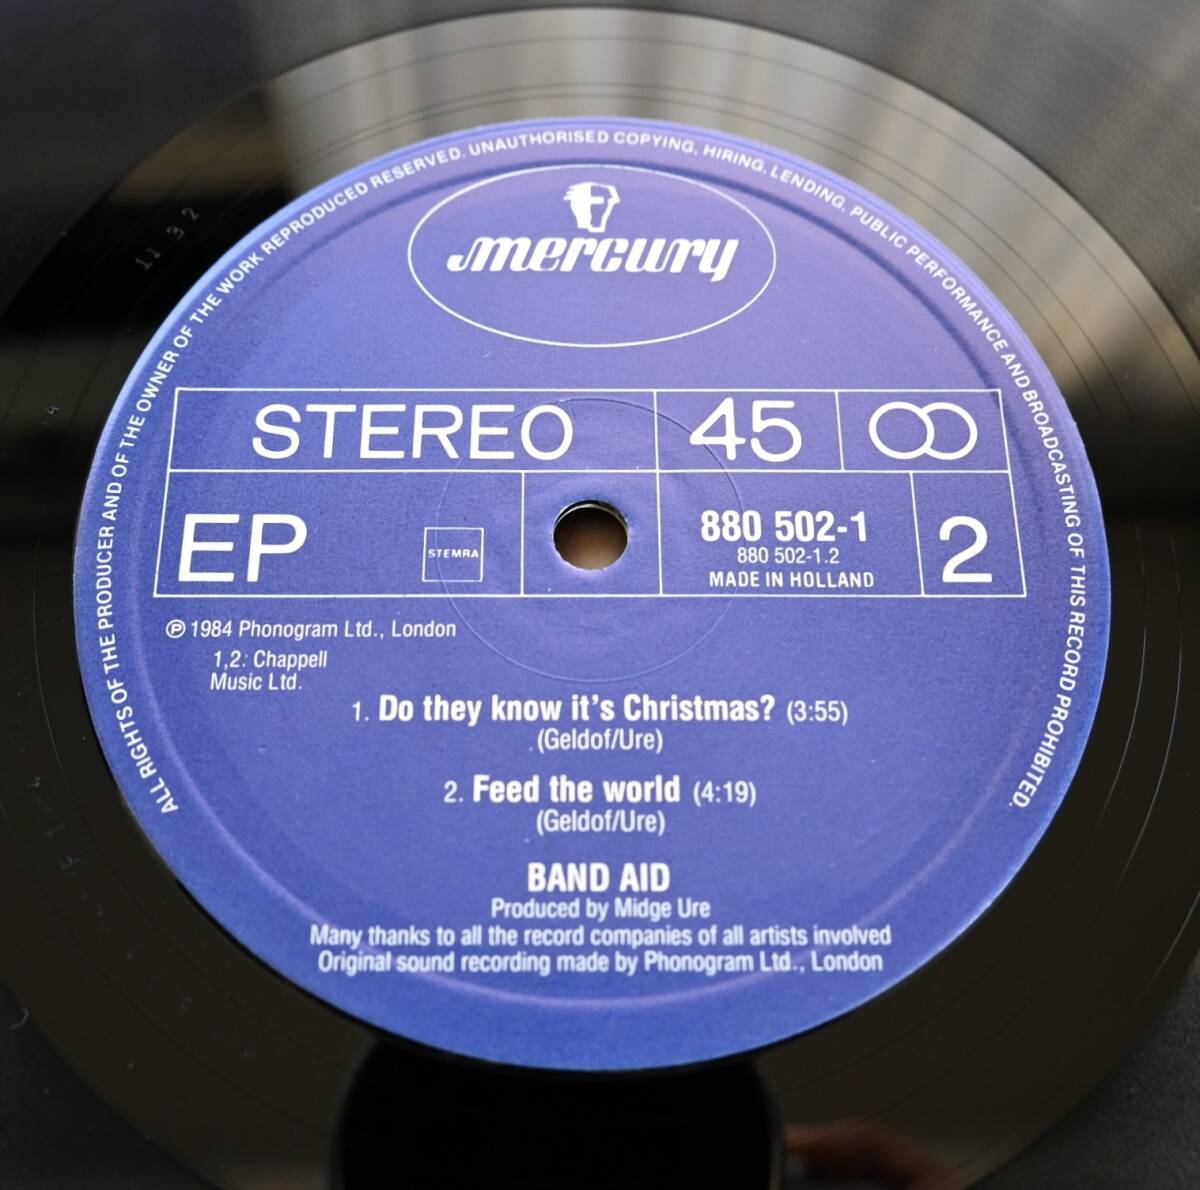 ALL RIGHTS OF THE PRODUCER AND OF THE OWNER OF THE WORK REPRODUCED RESERVED. UNAUTHORISED COPYING, HIRING, LENDING, PUBLIC PERFORMANCE AND BROADCASTING OF THIS RECORD PROHIBITED.
mercury
STEREO 45
EP STEMRA 880 502-1 2
880 502-1.2
MADE IN HOLLAND
Ⓟ 1984 Phonogram Ltd., London
1,2: Chappell
Music Ltd.
1. Do they know it's Christmas? (3:55)
(Geldof/Ure)
2. Feed the world (4:19)
(Geldof/Ure)
BAND AID
Produced by Midge Ure
Many thanks to all the record companies of all artists involved
Original sound recording made by Phonogram Ltd., London
11 3 2